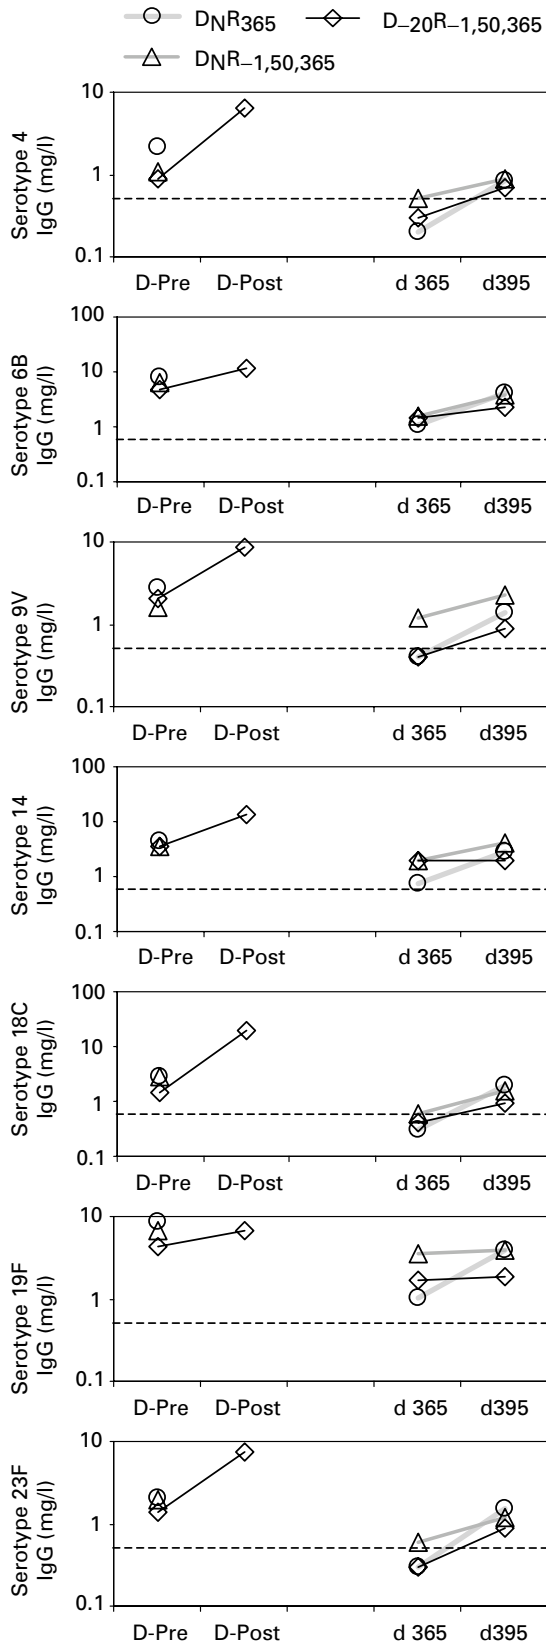 DNR365
D–20R–1,50,365
DNR–1,50,365
Serotype 4
IgG (mg/l)
10
1
0.1
D-Pre D-Post d 365 d395
Serotype 6B
IgG (mg/l)
100
10
1
0.1
D-Pre D-Post d 365 d395
Serotype 9V
IgG (mg/l)
10
1
0.1
D-Pre D-Post d 365 d395
Serotype 14
IgG (mg/l)
100
10
1
0.1
D-Pre D-Post d 365 d395
Serotype 18C
IgG (mg/l)
100
10
1
0.1
D-Pre D-Post d 365 d395
Serotype 19F
IgG (mg/l)
10
1
0.1
D-Pre D-Post d 365 d395
Serotype 23F
IgG (mg/l)
10
1
0.1
D-Pre D-Post d 365 d395